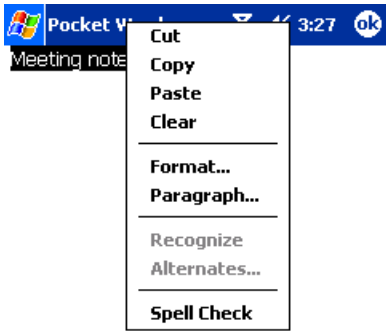 Pocket 3:27 ok
Meeting note
Cut
Copy
Paste
Clear
Format...
Paragraph...
Recognize
Alternates...
Spell Check